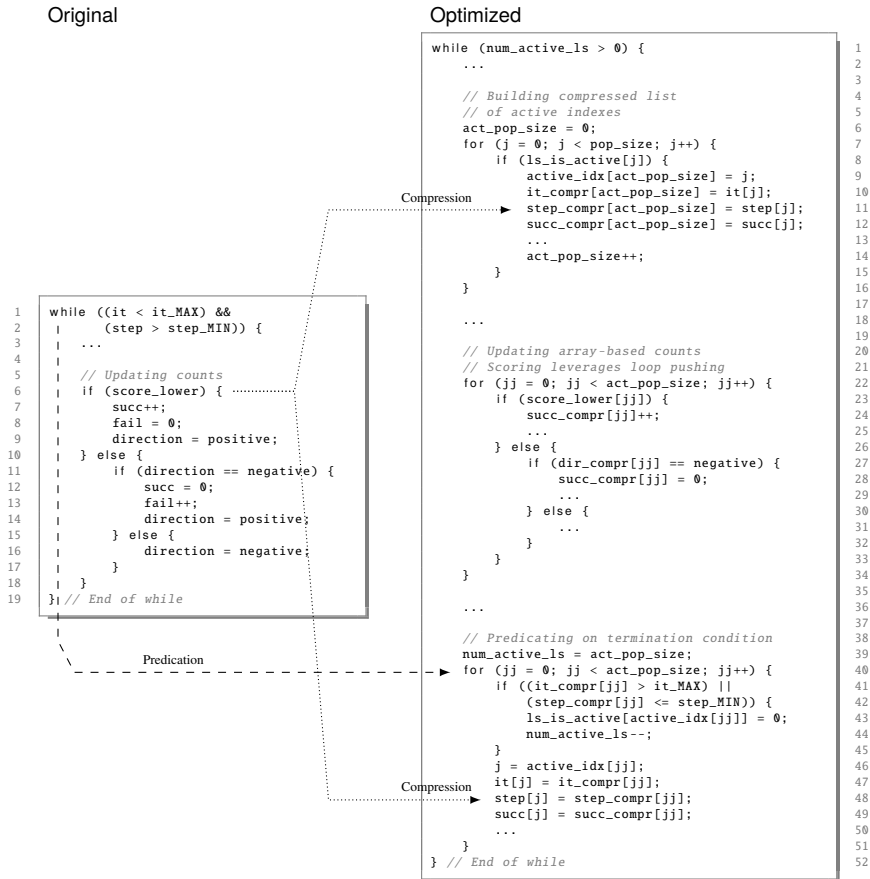 Original
1 while ((it < it_MAX) &&
2 (step > step_MIN)) {
3 ...
4
5 // Updating counts
6 if (score_lower) {
7 succ++;
8 fail = 0;
9 direction = positive;
10 } else {
11 if (direction == negative) {
12 succ = 0;
13 fail++;
14 direction = positive;
15 } else {
16 direction = negative;
17 }
18 }
19 } // End of while
Predication
Compression
Compression
Optimized
while (num_active_ls > 0) { 1
... 2
3
// Building compressed list 4
// of active indexes 5
act_pop_size = 0; 6
for (j = 0; j < pop_size; j++) { 7
if (ls_is_active[j]) { 8
active_idx[act_pop_size] = j; 9
it_compr[act_pop_size] = it[j]; 10
step_compr[act_pop_size] = step[j]; 11
succ_compr[act_pop_size] = succ[j]; 12
... 13
act_pop_size++; 14
} 15
} 16
17
... 18
19
// Updating array-based counts 20
// Scoring leverages loop pushing 21
for (jj = 0; jj < act_pop_size; jj++) { 22
if (score_lower[jj]) { 23
succ_compr[jj]++; 24
... 25
} else { 26
if (dir_compr[jj] == negative) { 27
succ_compr[jj] = 0; 28
... 29
} else { 30
... 31
} 32
} 33
} 34
35
... 36
37
// Predicating on termination condition 38
num_active_ls = act_pop_size; 39
for (jj = 0; jj < act_pop_size; jj++) { 40
if ((it_compr[jj] > it_MAX) || 41
(step_compr[jj] <= step_MIN)) { 42
ls_is_active[active_idx[jj]] = 0; 43
num_active_ls--; 44
} 45
j = active_idx[jj]; 46
it[j] = it_compr[jj]; 47
step[j] = step_compr[jj]; 48
succ[j] = succ_compr[jj]; 49
... 50
} 51
} // End of while 52